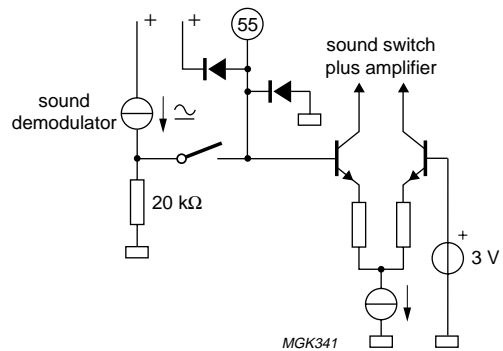 +
+
55
sound switch
plus amplifier
sound
demodulator
20 kΩ
+
3 V
MGK341